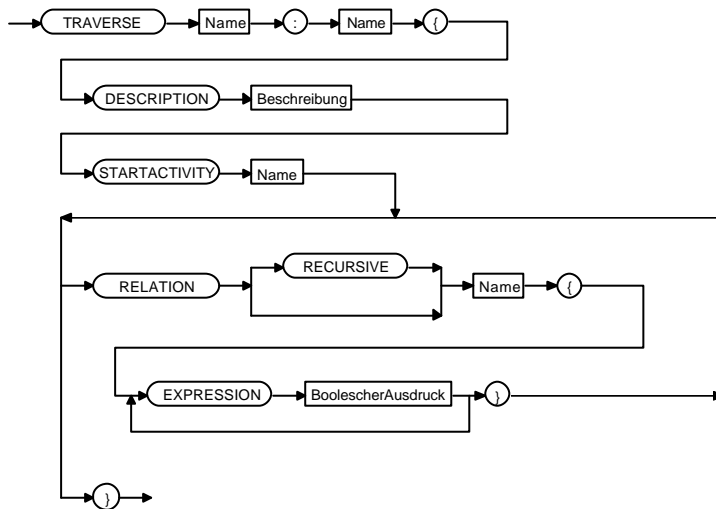 TRAVERSE Name : Name {
DESCRIPTION Beschreibung
STARTACTIVITY Name
RECURSIVE
RELATION Name {
EXPRESSION BoolescherAusdruck }
}